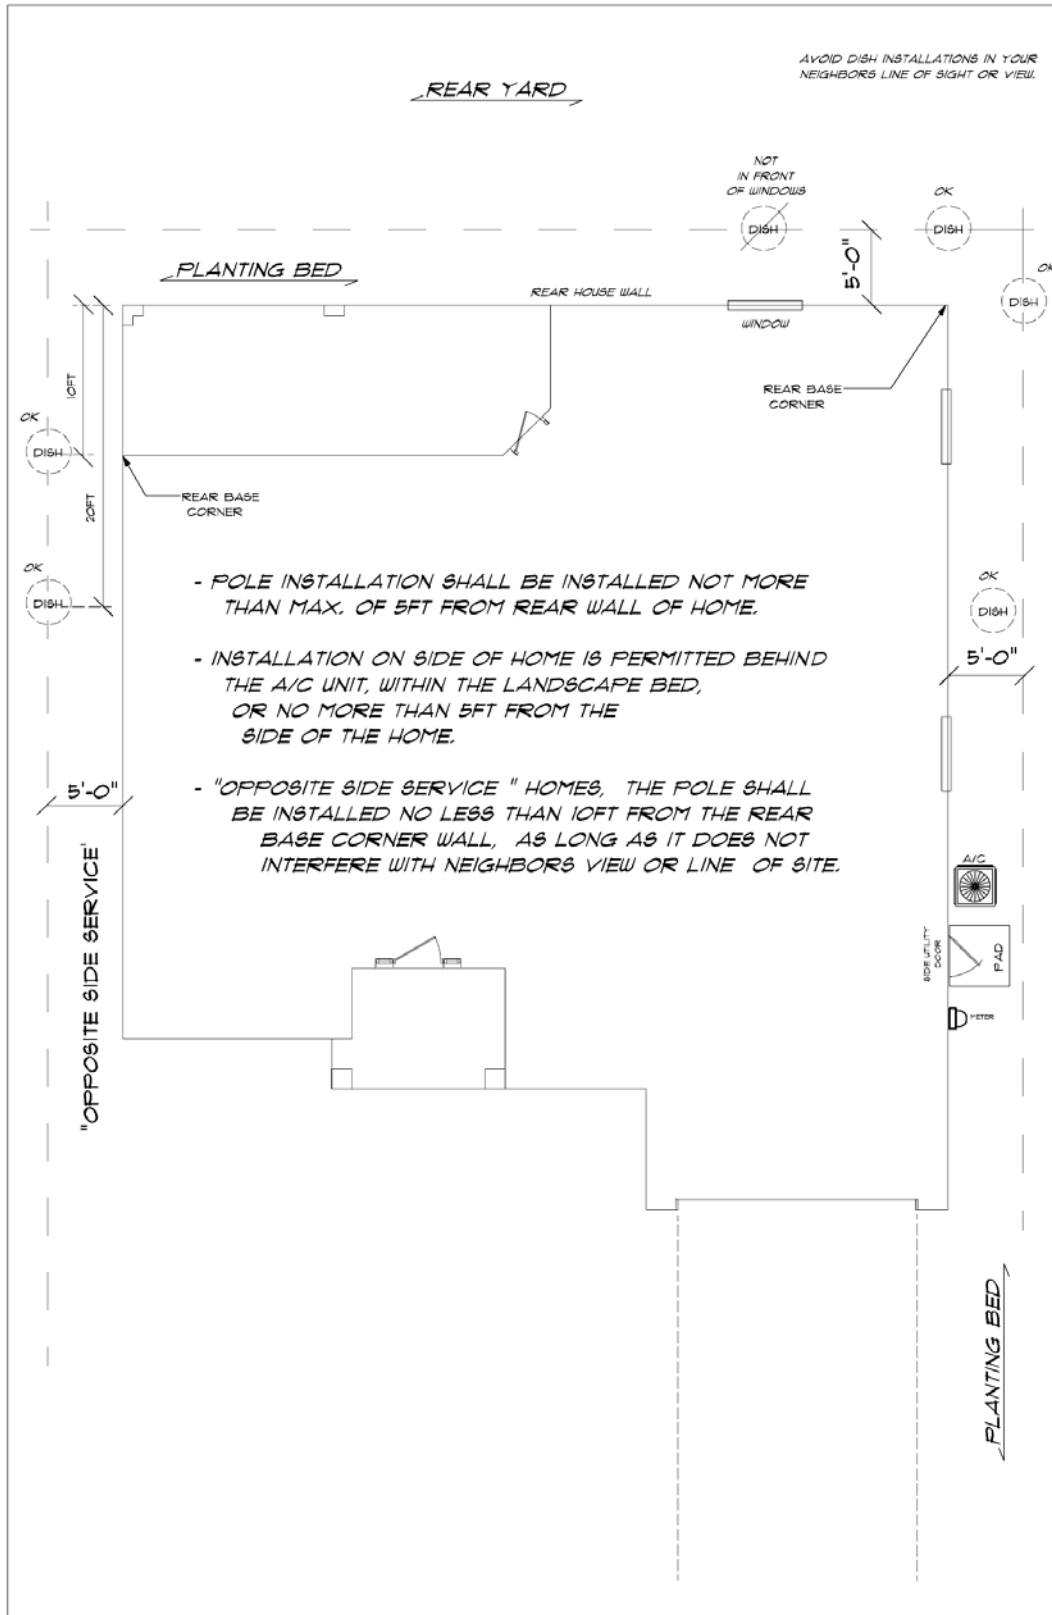 AVOID DISH INSTALLATIONS IN YOUR
NEIGHBORS LINE OF SIGHT OR VIEW.
REAR YARD
NOT
IN FRONT
OF WINDOWS
OK
DISH
DISH
5'-0"
OK
DISH
PLANTING BED
REAR HOUSE WALL
WINDOW
REAR BASE
CORNER
10FT
OK
DISH
20FT
REAR BASE
CORNER
OK
DISH
- POLE INSTALLATION SHALL BE INSTALLED NOT MORE
THAN MAX. OF 5FT FROM REAR WALL OF HOME.
OK
DISH
5'-0"
- INSTALLATION ON SIDE OF HOME IS PERMITTED BEHIND
THE A/C UNIT, WITHIN THE LANDSCAPE BED,
OR NO MORE THAN 5FT FROM THE
SIDE OF THE HOME.
5'-0"
- "OPPOSITE SIDE SERVICE " HOMES, THE POLE SHALL
BE INSTALLED NO LESS THAN 10FT FROM THE REAR
BASE CORNER WALL, AS LONG AS IT DOES NOT
INTERFERE WITH NEIGHBORS VIEW OR LINE OF SITE.
"OPPOSITE SIDE SERVICE'
A/C
SIDE UTILITY
DOOR
PAD
METER
PLANTING BED